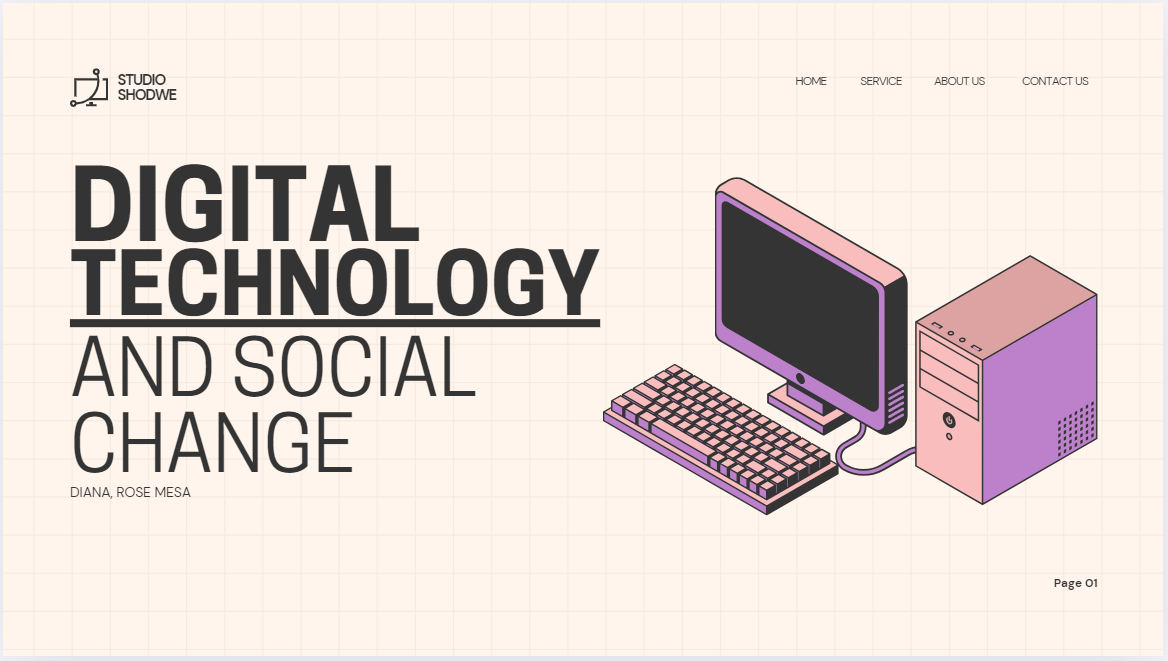 STUDIO
SHODWE
HOME SERVICE ABOUT US CONTACT US
DIGITAL
TECHNOLOGY
AND SOCIAL
CHANGE
DIANA, ROSE MESA
Page 01